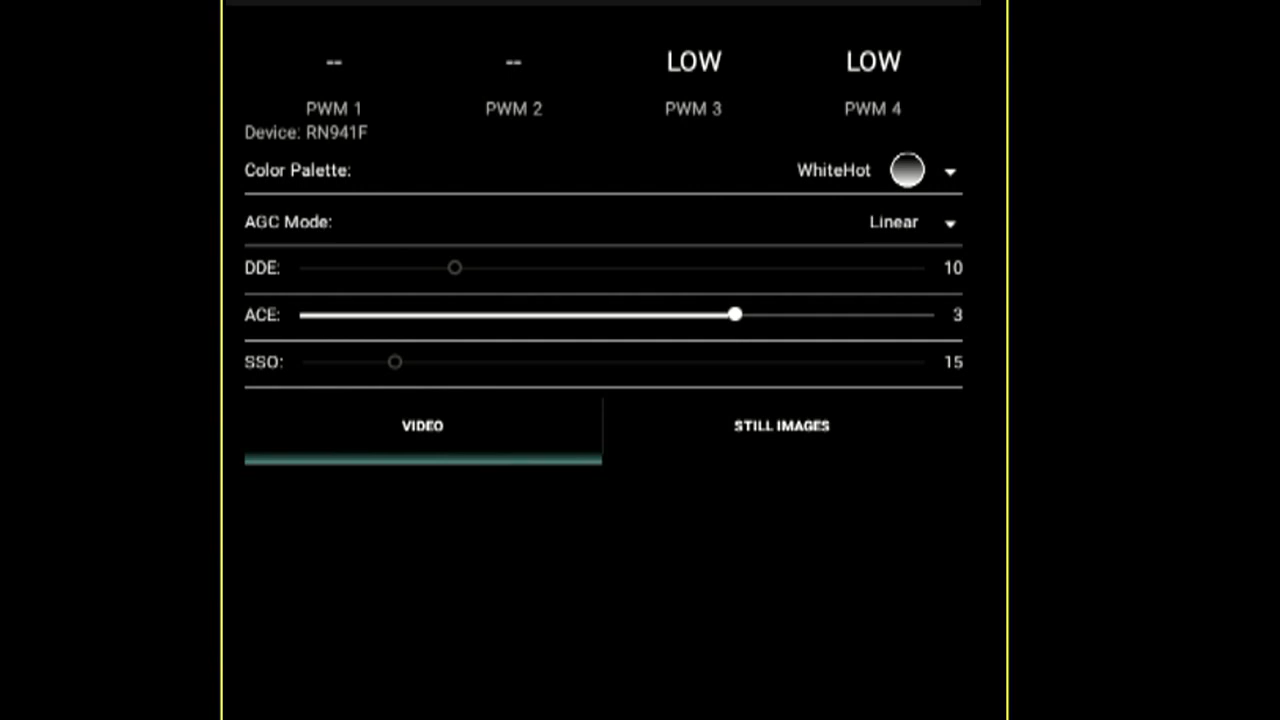 -- -- LOW LOW
PWM 1 PWM 2 PWM 3 PWM 4
Device: RN941F
Color Palette: WhiteHot
AGC Mode: Linear
DDE: 10
ACE: 3
SSO: 15
VIDEO STILL IMAGES